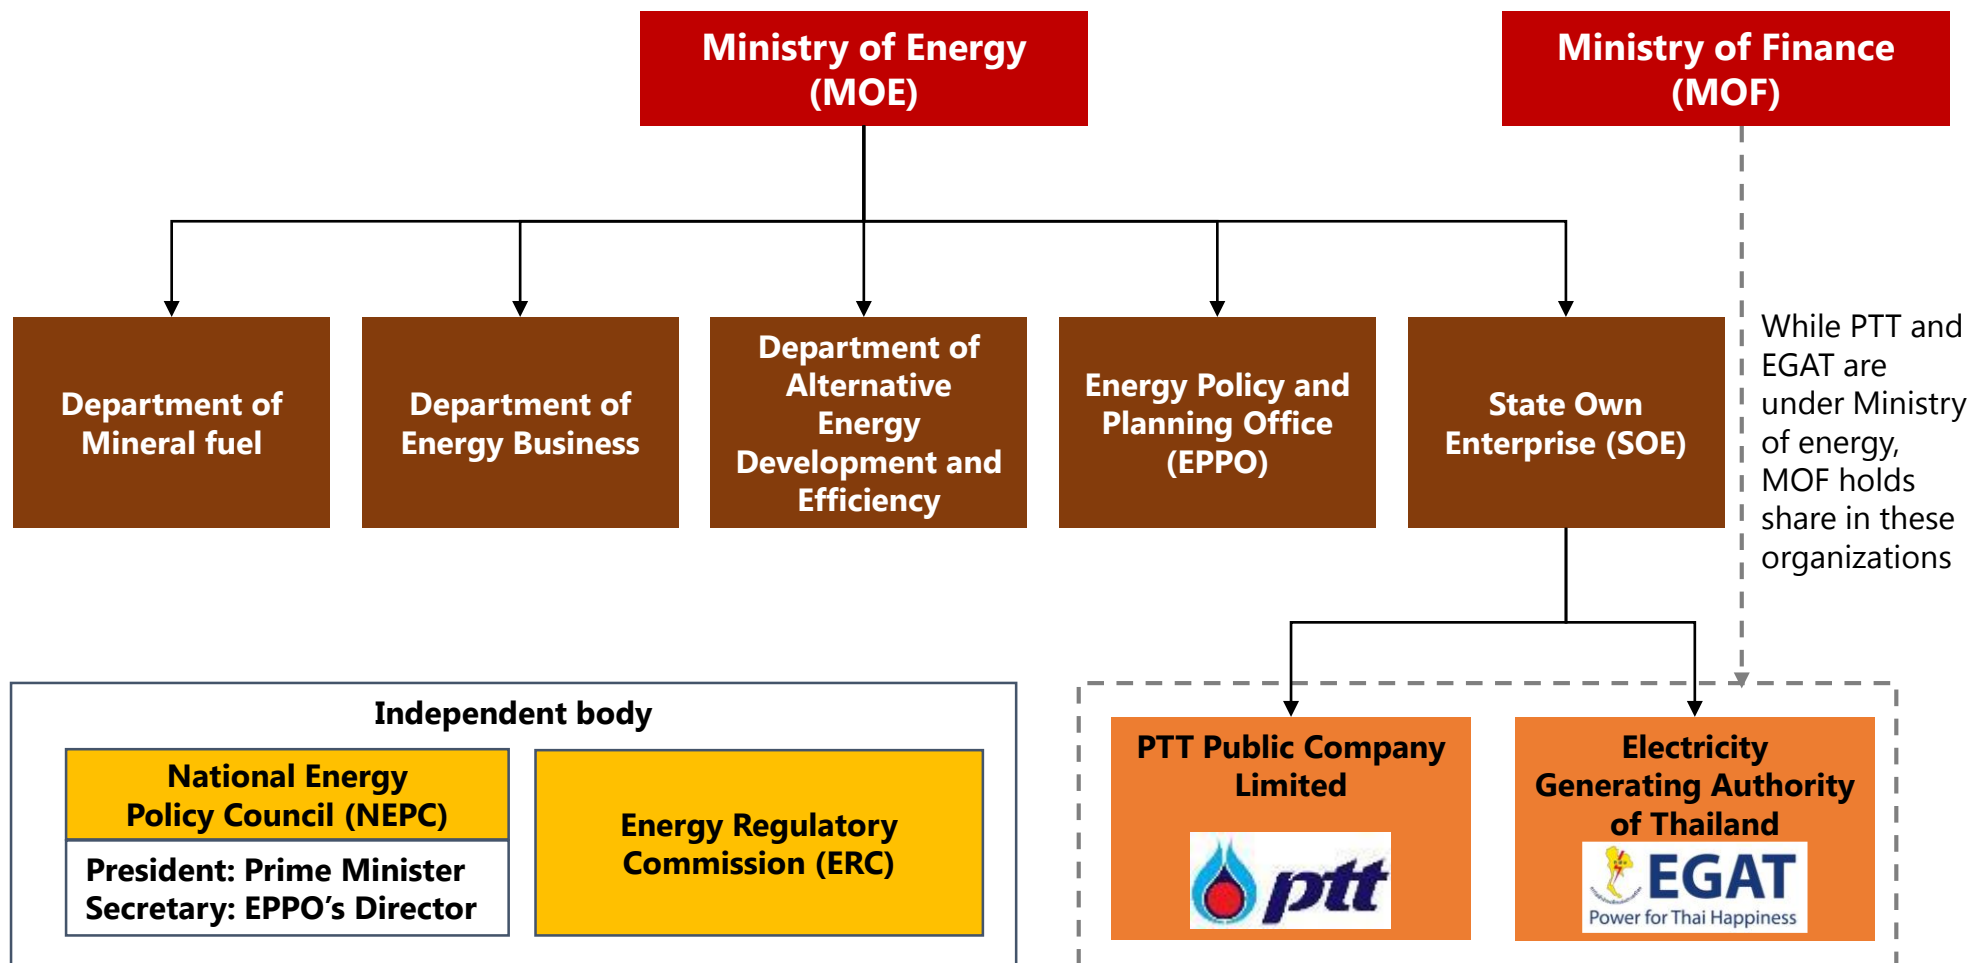 Ministry of Energy
(MOE)
Ministry of Finance
(MOF)
Department of
Mineral fuel
Department of
Energy Business
Department of
Alternative
Energy
Development and
Efficiency
Energy Policy and
Planning Office
(EPPO)
State Own
Enterprise (SOE)
While PTT and
EGAT are
under Ministry
of energy,
MOF holds
share in these
organizations
Independent body
National Energy
Policy Council (NEPC)
President: Prime Minister
Secretary: EPPO’s Director
Energy Regulatory
Commission (ERC)
PTT Public Company
Limited
ptt
Electricity
Generating Authority
of Thailand
EGAT
Power for Thai Happiness